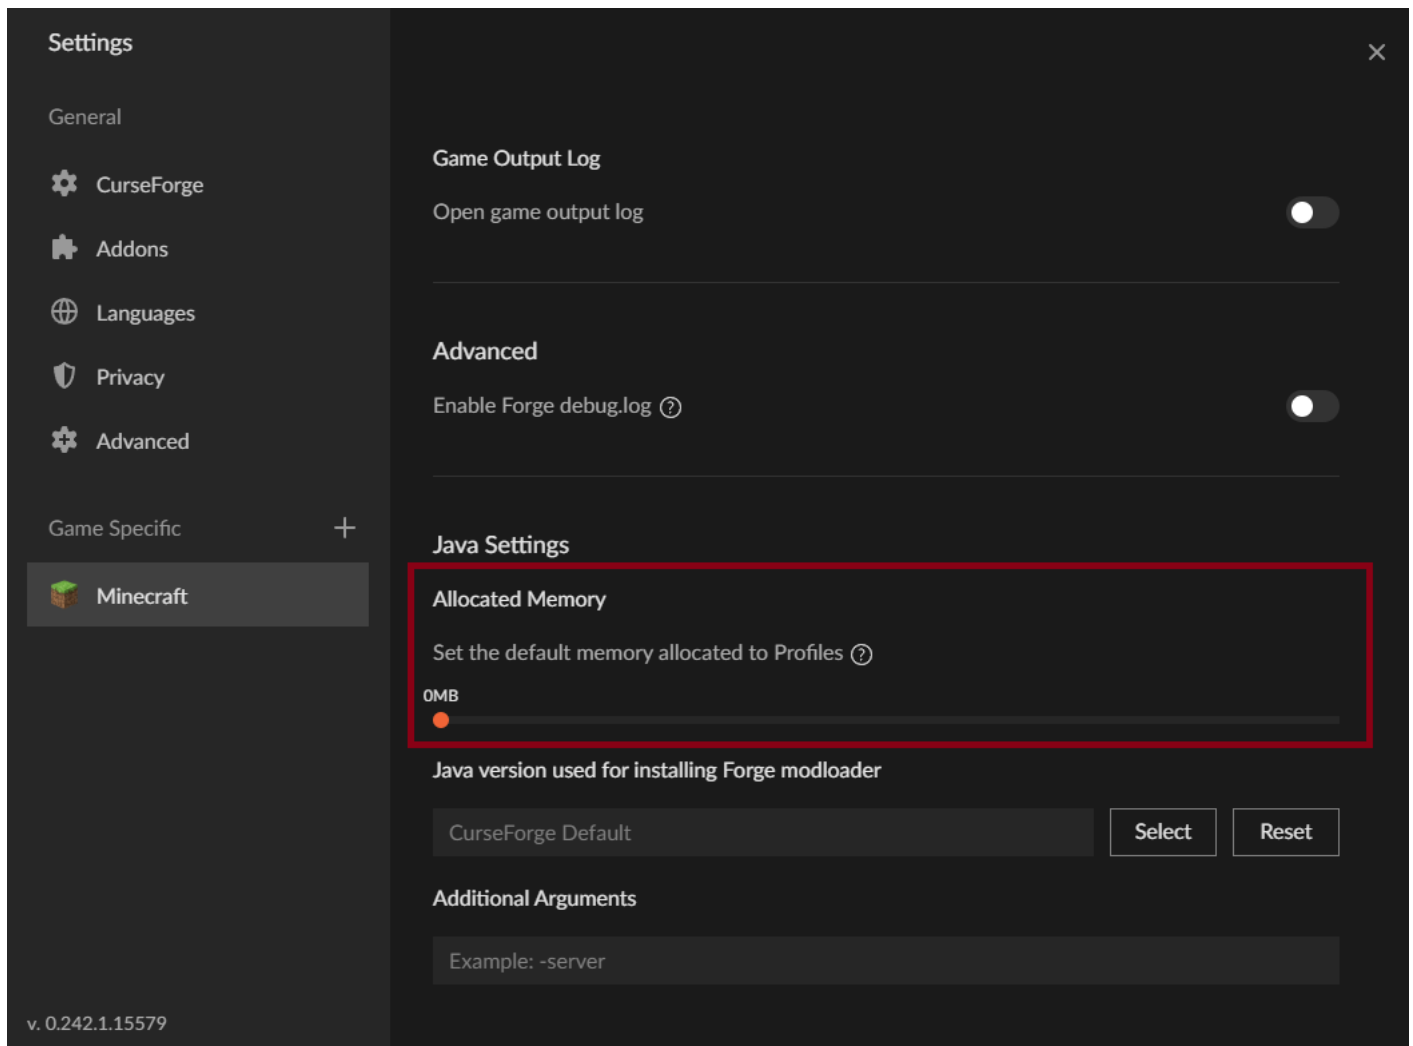 Settings
General
CurseForge
Addons
Languages
Privacy
Advanced
Game Specific
Minecraft
v. 0.242.1.15579
Game Output Log
Open game output log
Advanced
Enable Forge debug.log
Java Settings
Allocated Memory
Set the default memory allocated to Profiles
0MB
Java version used for installing Forge modloader
CurseForge Default
Select
Reset
Additional Arguments
Example: -server